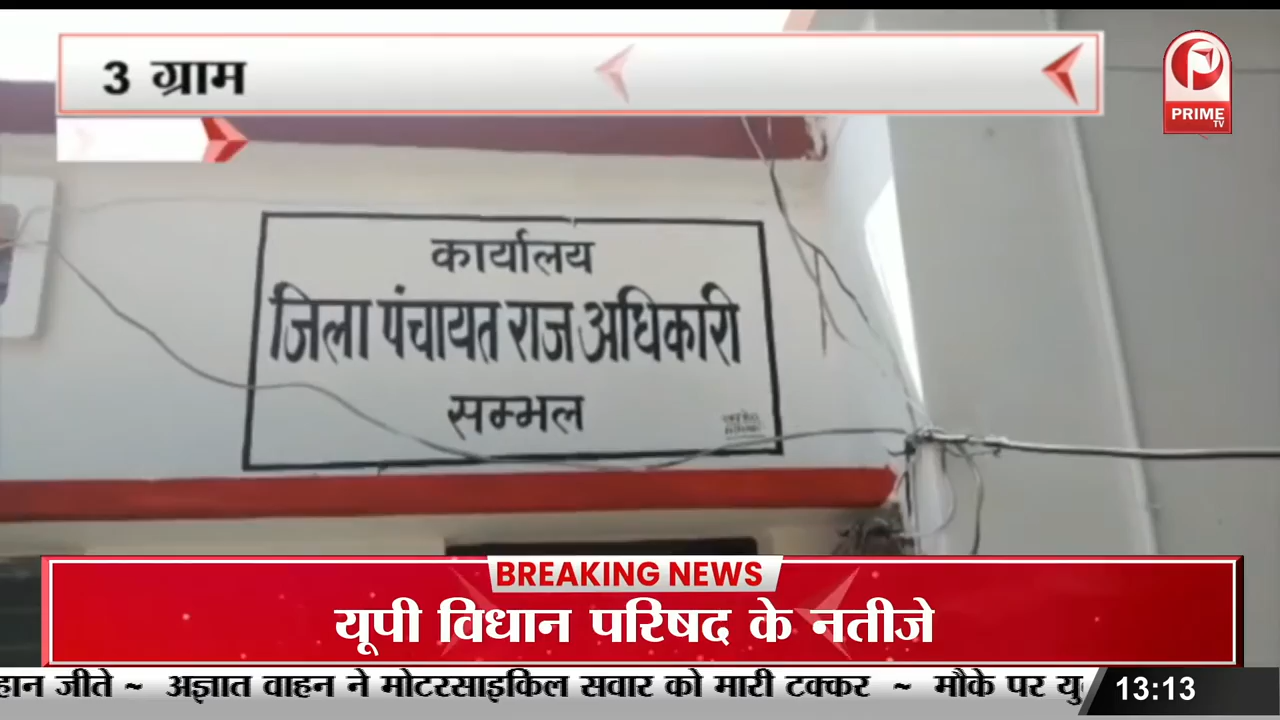 3 ग्राम
PRIME
TV
कार्यालय
जिला पंचायत राज अधिकारी
सम्भल
BREAKING NEWS
यूपी विधान परिषद के नतीजे
हान जीते ~ अज्ञात वाहन ने मोटरसाइकिल सवार को मारी टक्कर ~ मौके पर यु
13:13